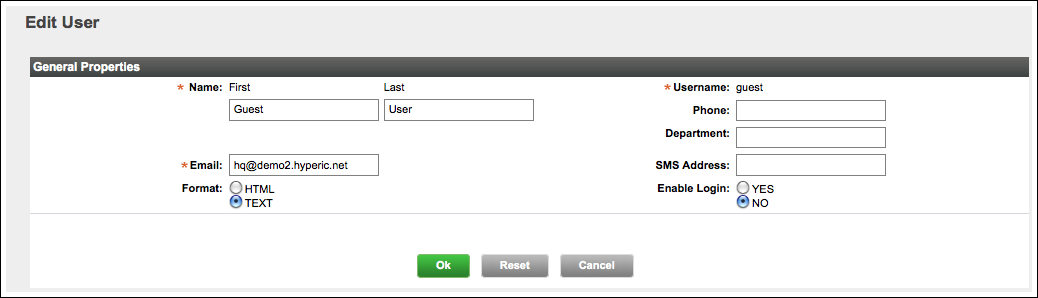 Edit User
General Properties
* Name: First Last
Guest User
* Username: guest
Phone:
Department:
* Email: hq@demo2.hyperic.net
SMS Address:
Format: HTML
TEXT
Enable Login: YES
NO
Ok Reset Cancel